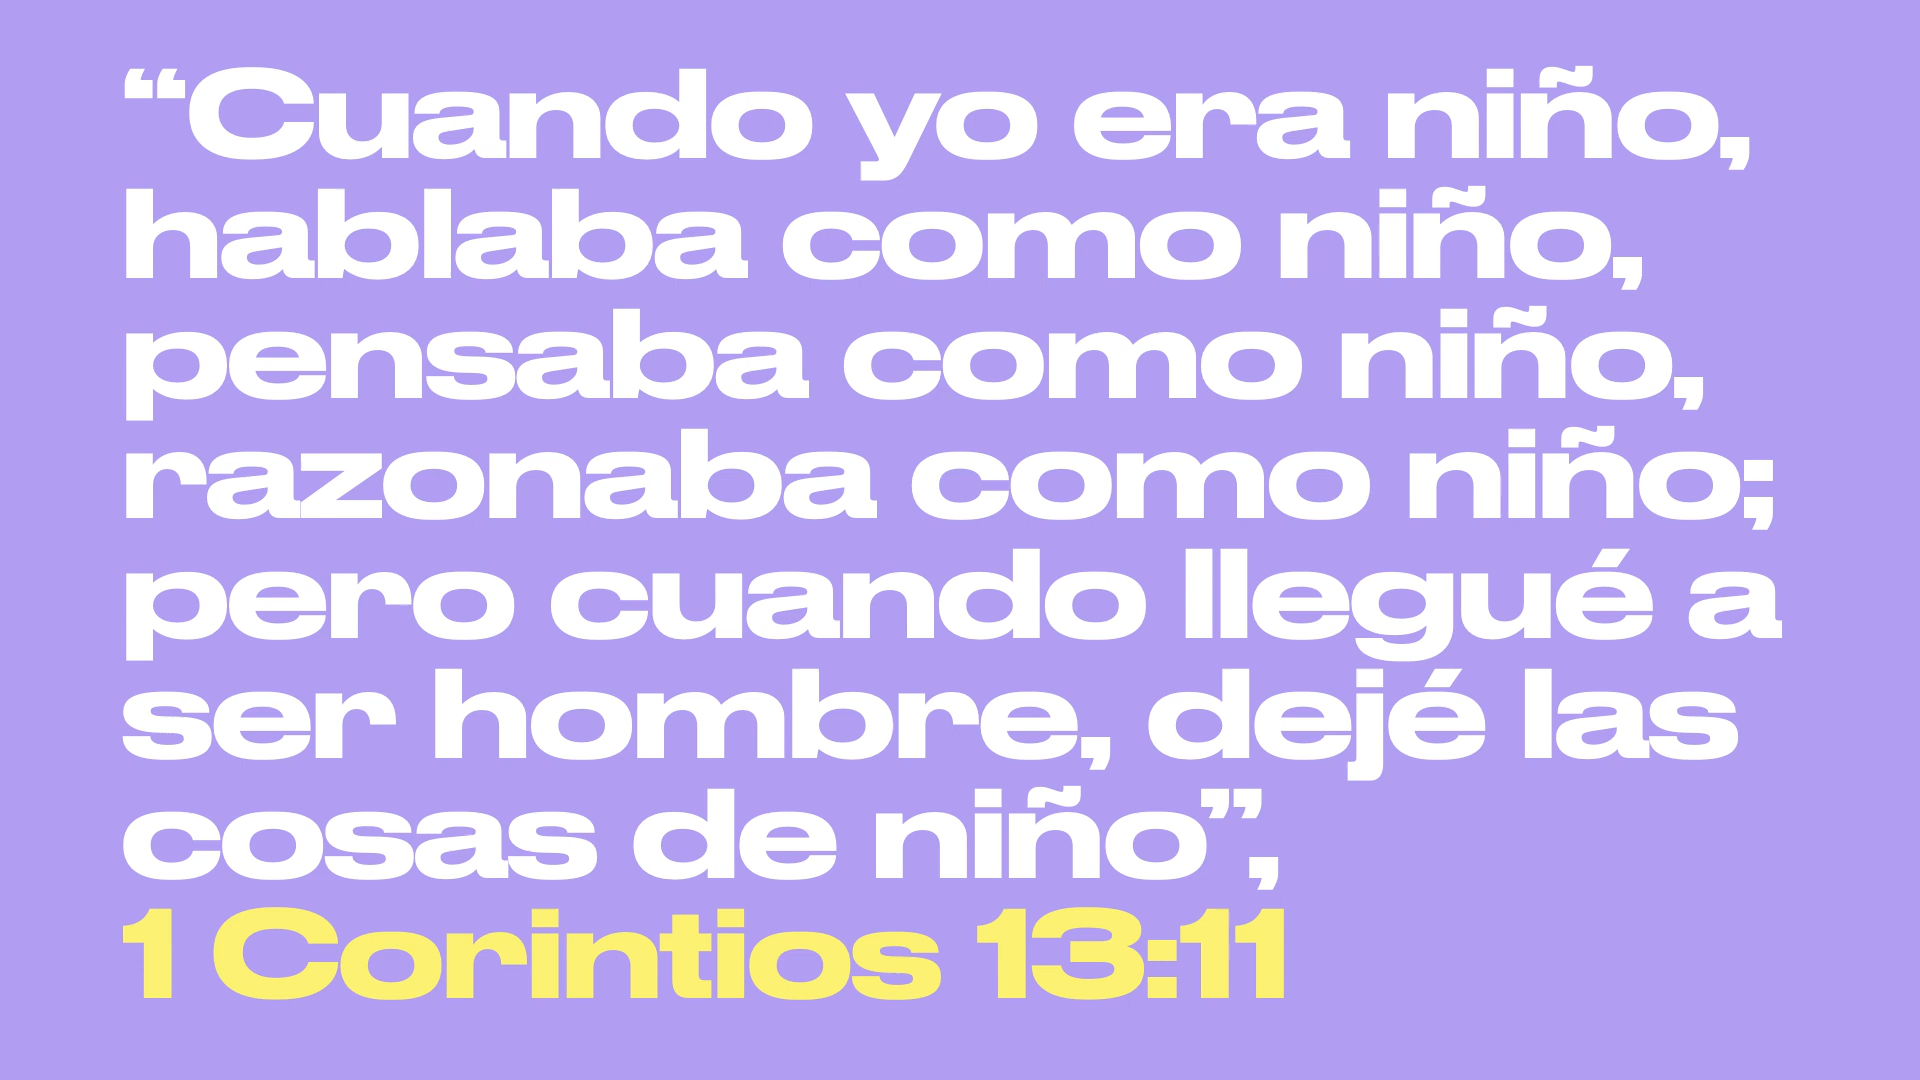 “Cuando yo era niño,
hablaba como niño,
pensaba como niño,
razonaba como niño;
pero cuando llegué a
ser hombre, dejé las
cosas de niño”,
1 Corintios 13:11